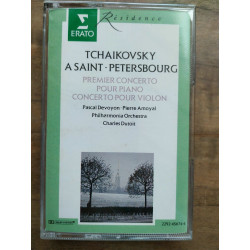 Résidence
ERATO
TCHAIKOVSKY
A SAINT-PETERSBOURG
PREMIER CONCERTO
POUR PIANO
CONCERTO POUR VIOLON
Pascal Devoyon · Pierre Amoyal
Philharmonia Orchestra
Charles Dutoit